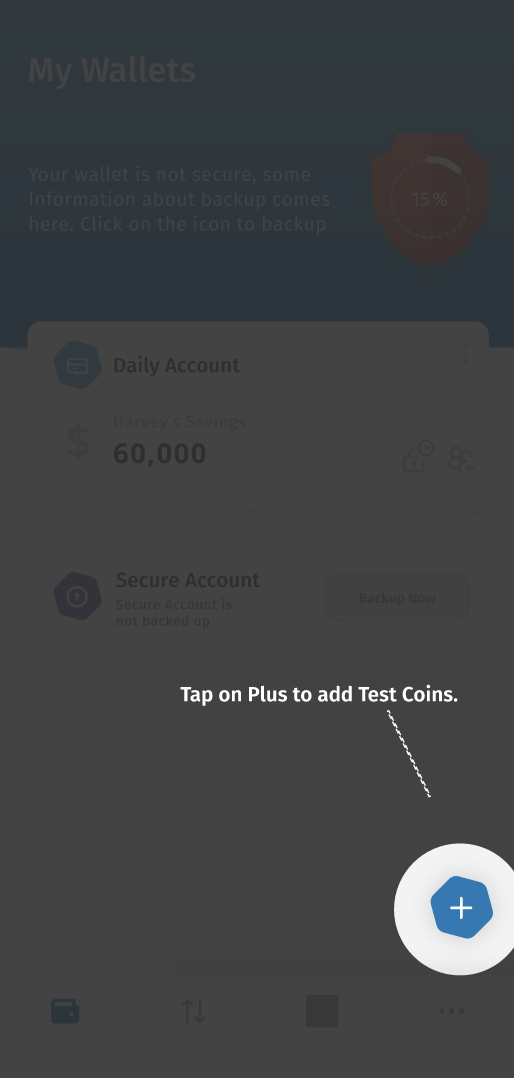 My Wallets
Your wallet is not secure, some
Information about backup comes
here. Click on the icon to backup
15%
Daily Account
Harvey's Savings
$
60,000
Secure Account
Secure Account is
not backed up
Backup Now
Tap on Plus to add Test Coins.